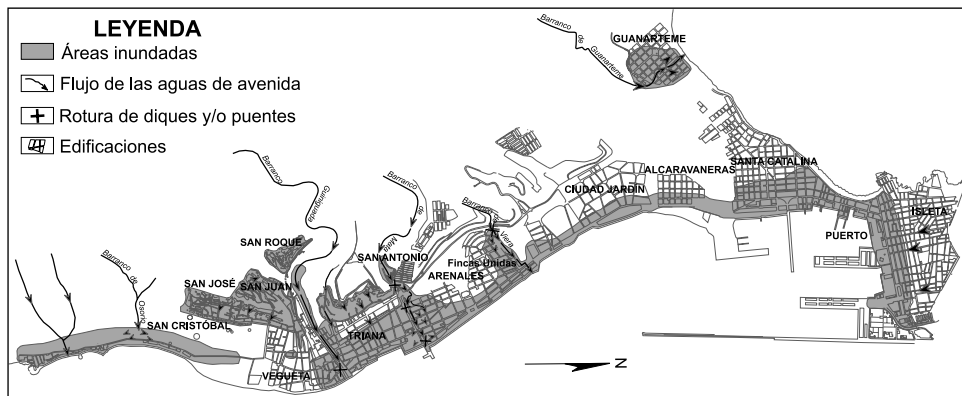 LEYENDA
Áreas inundadas
Flujo de las aguas de avenida
Rotura de diques y/o puentes
Edificaciones
Barranco de Guanarteme
GUANARTEME
SANTA CATALINA
ALCARAVANERAS
CIUDAD JARDÍN
ISLETA
PUERTO
Barranco Guiniguada
Barranco de Mata
Barranco Viera
SAN ROQUE
SAN ANTONIO
Fincas Unidas
ARENALES
Barranco de Osorio
SAN JOSÉ
SAN JUAN
SAN CRISTÓBAL
TRIANA
VEGUETA
N